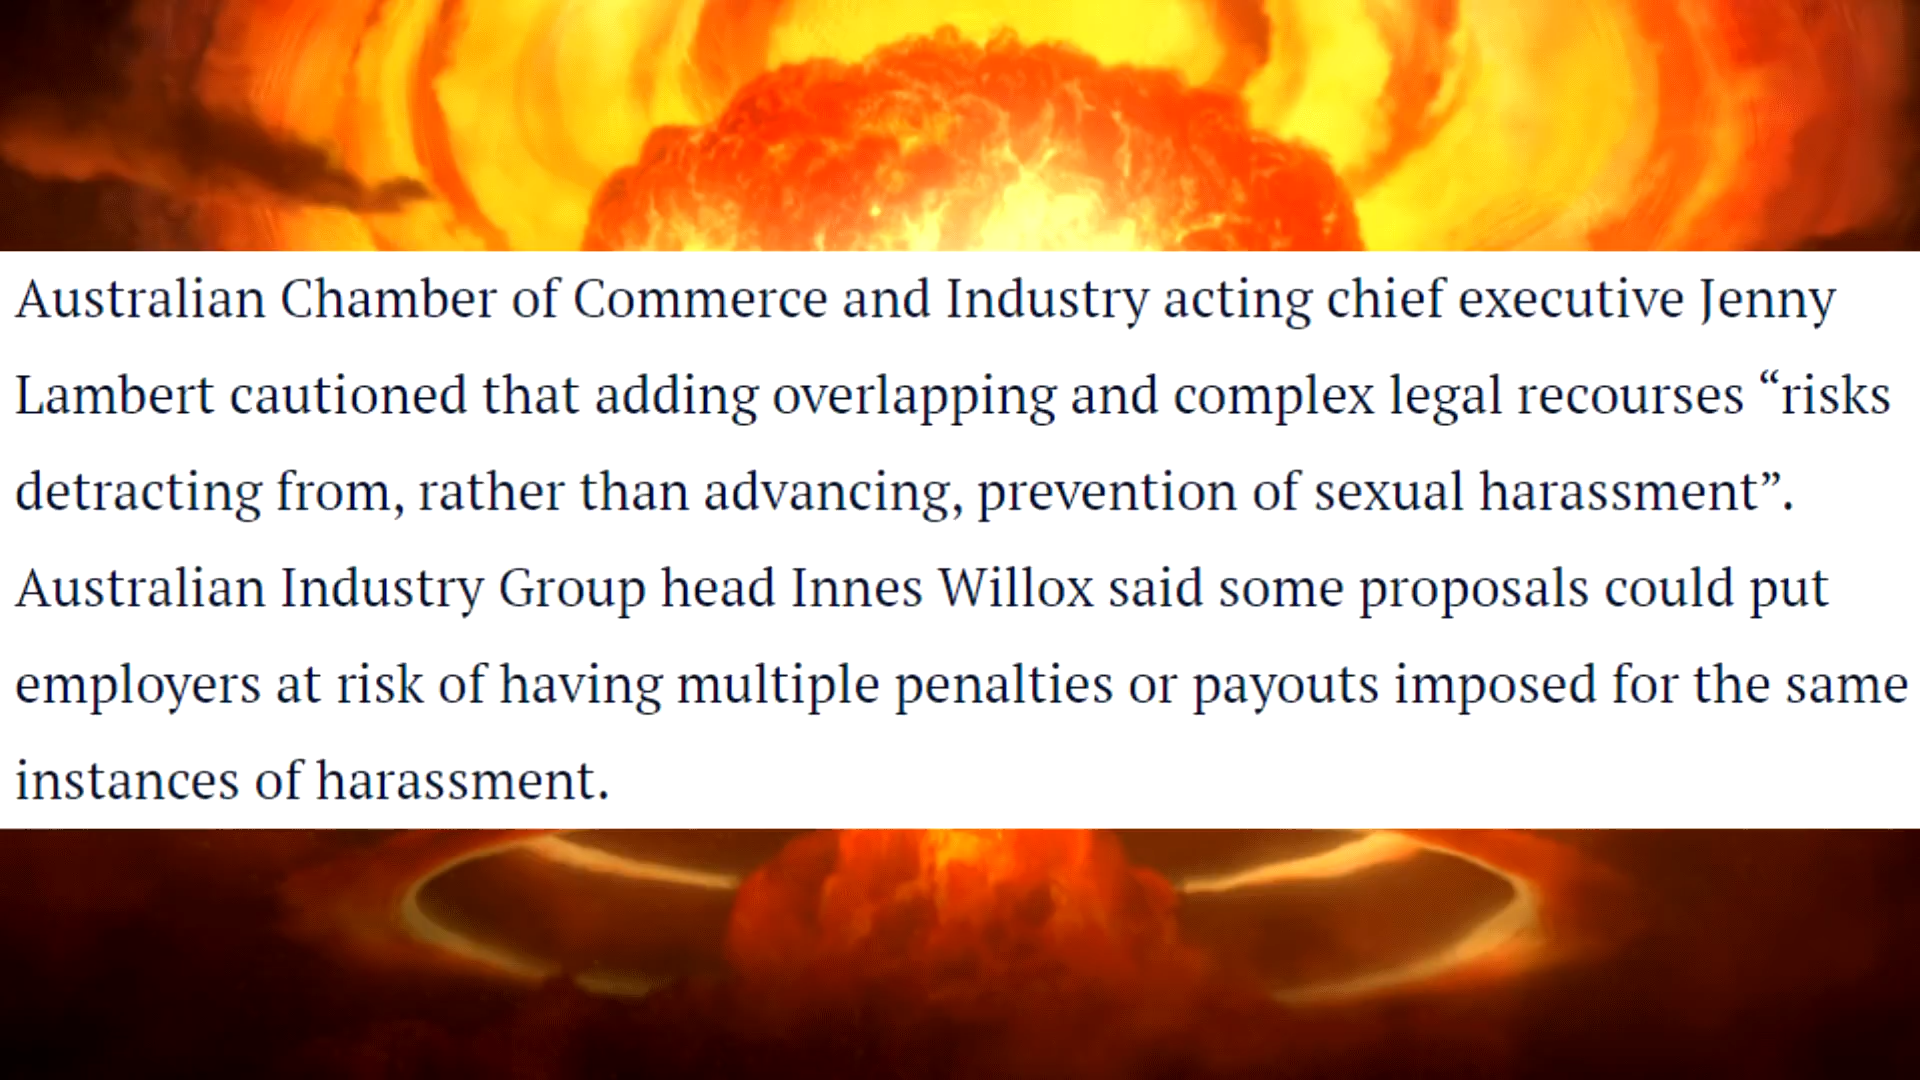 Australian Chamber of Commerce and Industry acting chief executive Jenny
Lambert cautioned that adding overlapping and complex legal recourses “risks
detracting from, rather than advancing, prevention of sexual harassment”.
Australian Industry Group head Innes Willox said some proposals could put
employers at risk of having multiple penalties or payouts imposed for the same
instances of harassment.